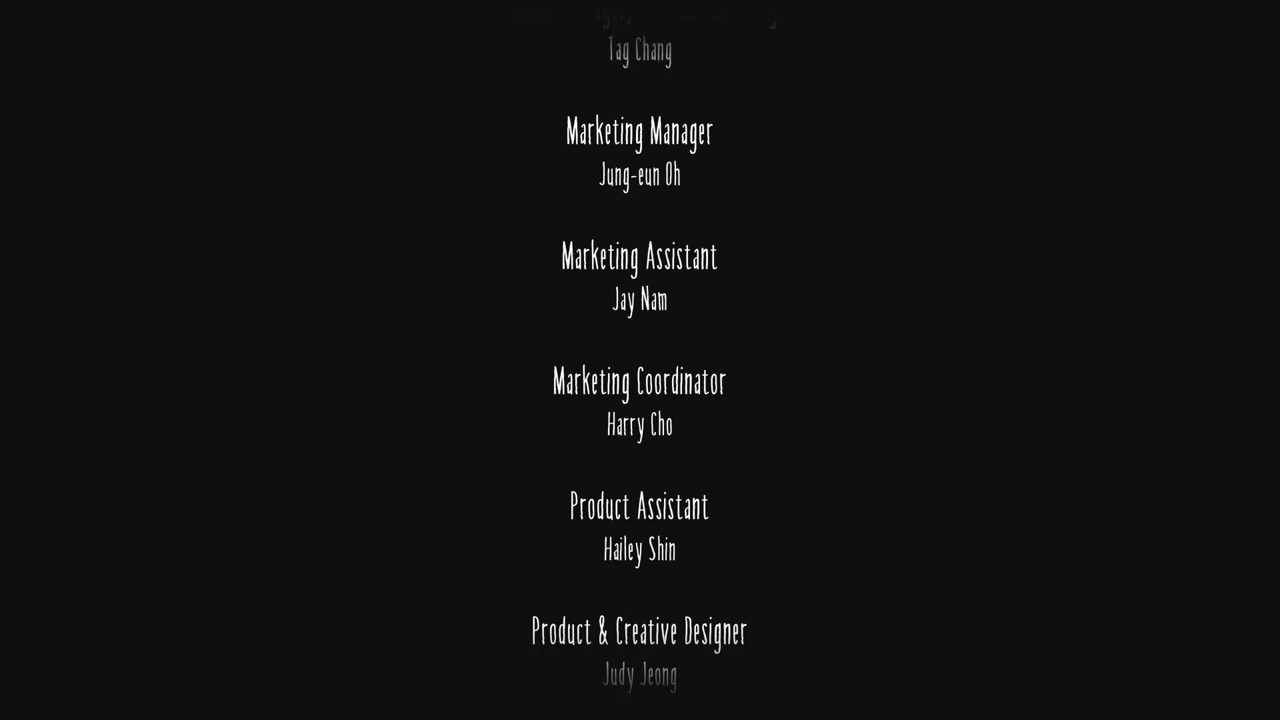 Tag Chang
Marketing Manager
Jung-eun Oh
Marketing Assistant
Jay Nam
Marketing Coordinator
Harry Cho
Product Assistant
Hailey Shin
Product & Creative Designer
Judy Jeong